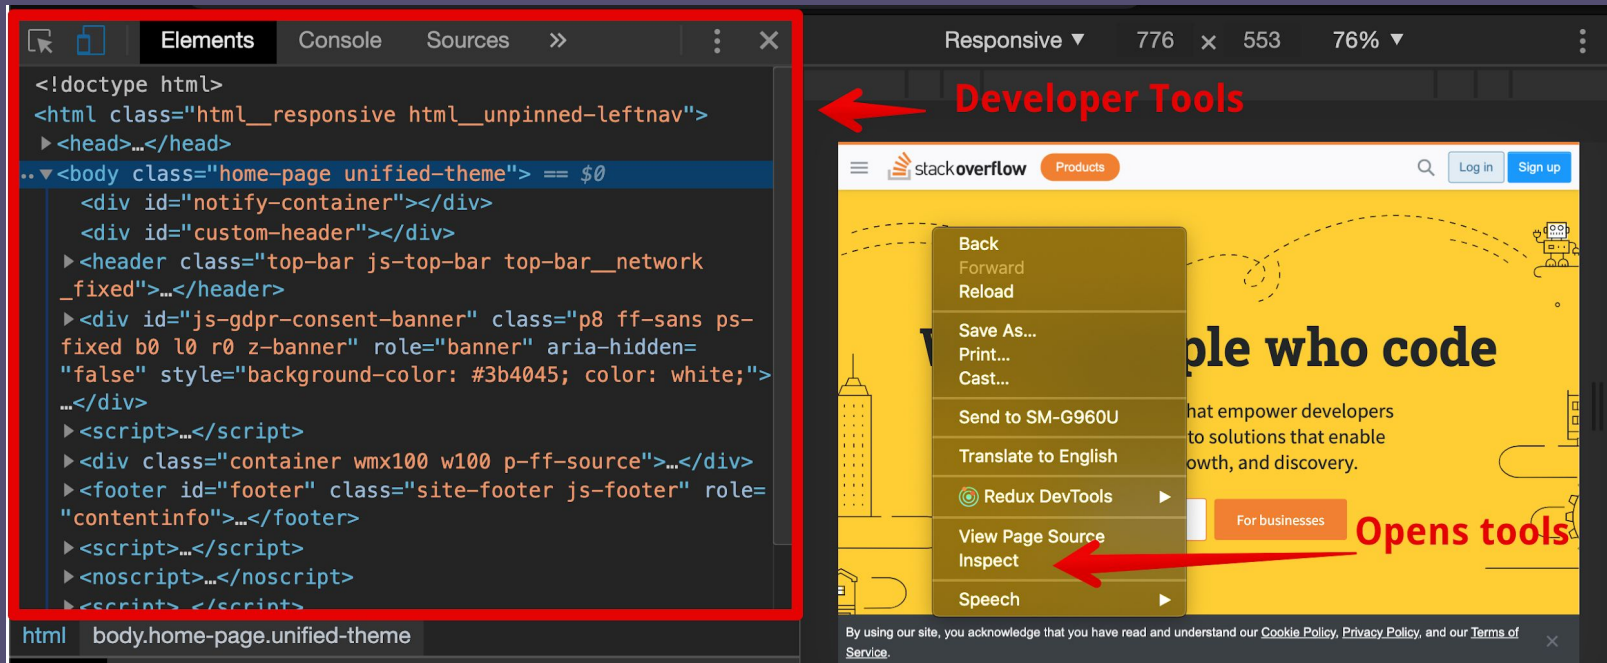 Elements Console Sources »
<!doctype html>
<html class="html__responsive html__unpinned-leftnav">
▶<head>…</head>
▼<body class="home-page unified-theme"> == $0
<div id="notify-container"></div>
<div id="custom-header"></div>
▶<header class="top-bar js-top-bar top-bar__network
_fixed">…</header>
▶<div id="js-gdpr-consent-banner" class="p8 ff-sans ps-
fixed b0 l0 r0 z-banner" role="banner" aria-hidden=
"false" style="background-color: #3b4045; color: white;">
…</div>
▶<script>…</script>
▶<div class="container wmx100 w100 p-ff-source">…</div>
▶<footer id="footer" class="site-footer js-footer" role=
"contentinfo">…</footer>
▶<script>…</script>
▶<noscript>…</noscript>
▶<script>…</script>
html body.home-page.unified-theme
Responsive ▼ 776 × 553 76% ▼
Developer Tools
stackoverflow Products Log in Sign up
ple who code
hat empower developers
to solutions that enable
owth, and discovery.
For businesses
Back
Forward
Reload
Save As...
Print...
Cast...
Send to SM-G960U
Translate to English
Redux DevTools ▶
View Page Source
Inspect
Speech ▶
Opens tools
By using our site, you acknowledge that you have read and understand our Cookie Policy, Privacy Policy, and our Terms of
Service.